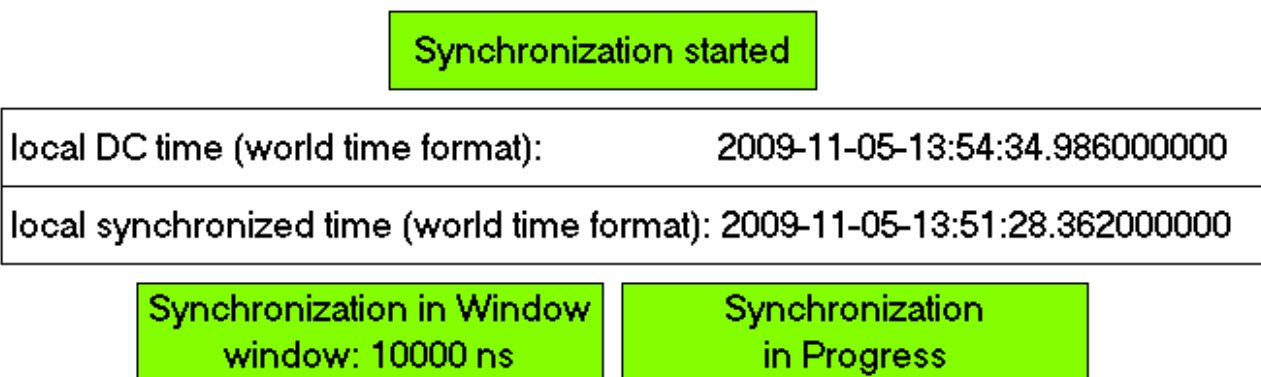 Synchronization started
local DC time (world time format): 2009-11-05-13:54:34.986000000
local synchronized time (world time format): 2009-11-05-13:51:28.362000000
Synchronization in Window
window: 10000 ns
Synchronization
in Progress